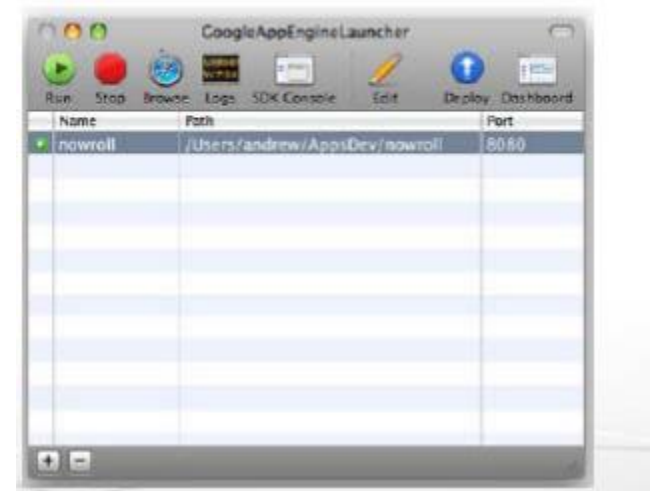 GoogleAppEngineLauncher
Run Stop Browse Logs SDK Console Edit Deploy Dashboard
Name Path Port
nowroll /Users/andrew/AppsDev/nowroll 8080